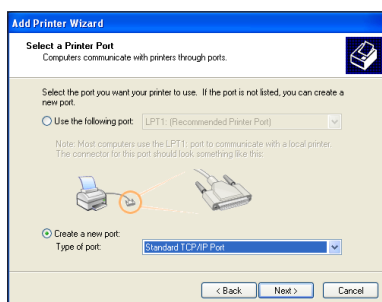 Add Printer Wizard
Select a Printer Port
Computers communicate with printers through ports.
Select the port you want your printer to use. If the port is not listed, you can create a
new port.
Use the following port: LPT1: (Recommended Printer Port)
Note: Most computers use the LPT1: port to communicate with a local printer.
The connector for this port should look something like this:
Create a new port:
Type of port: Standard TCP/IP Port
< Back Next > Cancel